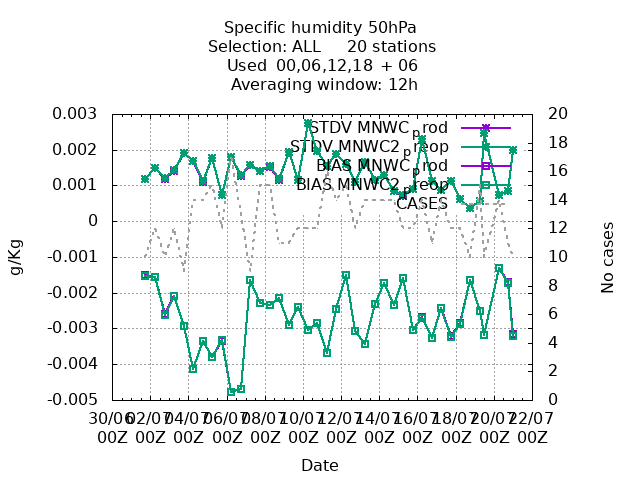 Specific humidity 50hPa
Selection: ALL 20 stations
Used 00,06,12,18 + 06
Averaging window: 12h
0.003
0.002
0.001
0
-0.001
-0.002
-0.003
-0.004
-0.005
g/Kg
20
18
16
14
12
10
8
6
4
2
0
No cases
STDV MNWC_prod
STDV MNWC2_preop
BIAS MNWC_prod
BIAS MNWC2_preop
CASES
30/06 02/07 04/07 06/07 08/07 10/07 12/07 14/07 16/07 18/07 20/07 22/07
00Z 00Z 00Z 00Z 00Z 00Z 00Z 00Z 00Z 00Z 00Z 00Z
Date